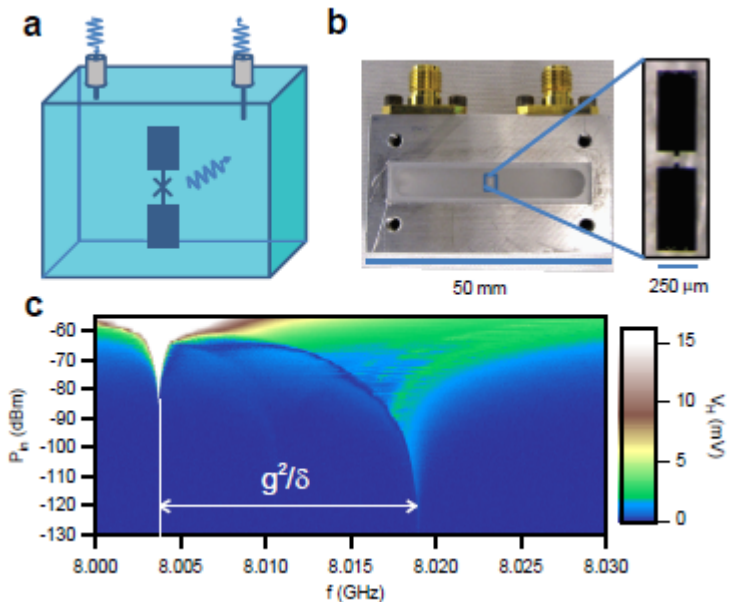 a
b
50 mm
250 μm
c
-60
-70
-80
-90
-100
-110
-120
-130
P_in (dBm)
g²/δ
8.000 8.005 8.010 8.015 8.020 8.025 8.030
f (GHz)
15
10
5
0
V_H (mV)